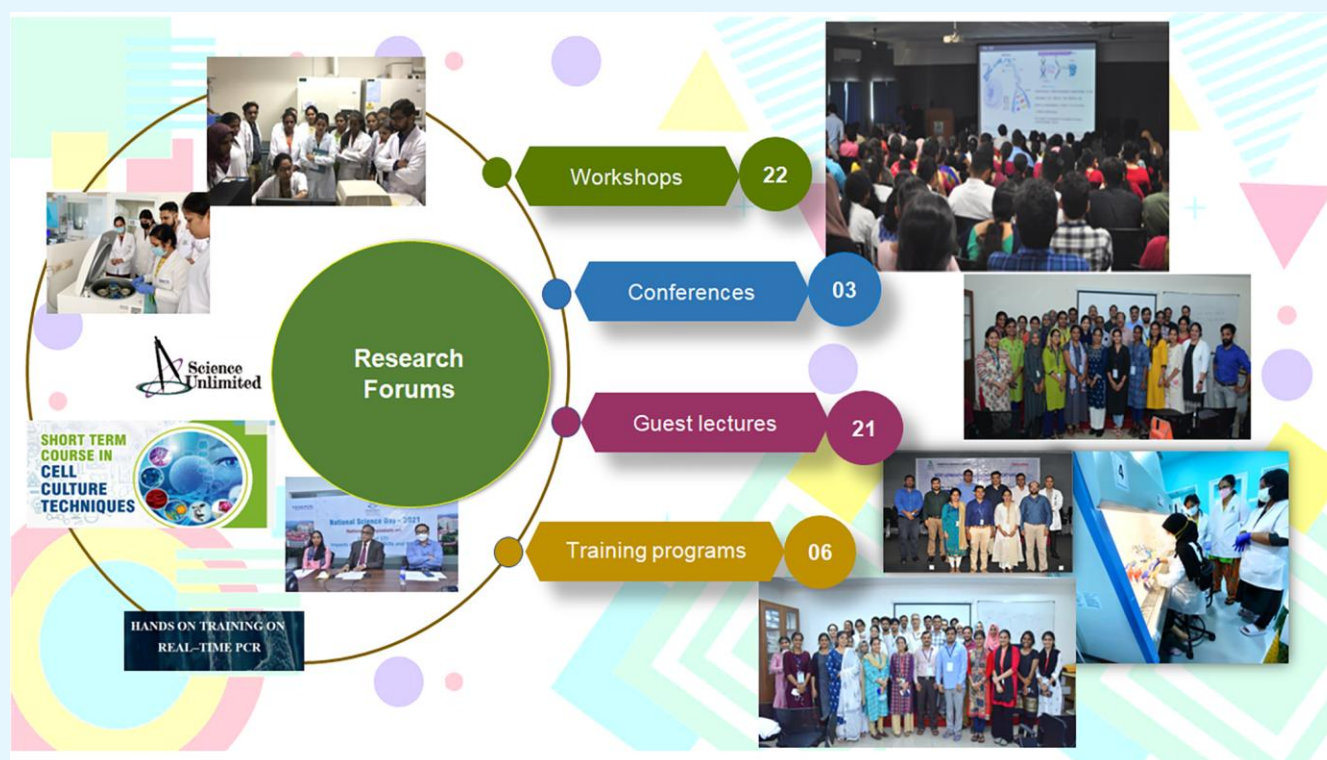 Research
Forums
Workshops
22
Conferences
03
Guest lectures
21
Training programs
06
Science
Unlimited
SHORT TERM
COURSE IN
CELL
CULTURE
TECHNIQUES
National Science Day - 2021
HANDS ON TRAINING ON
REAL–TIME PCR
4